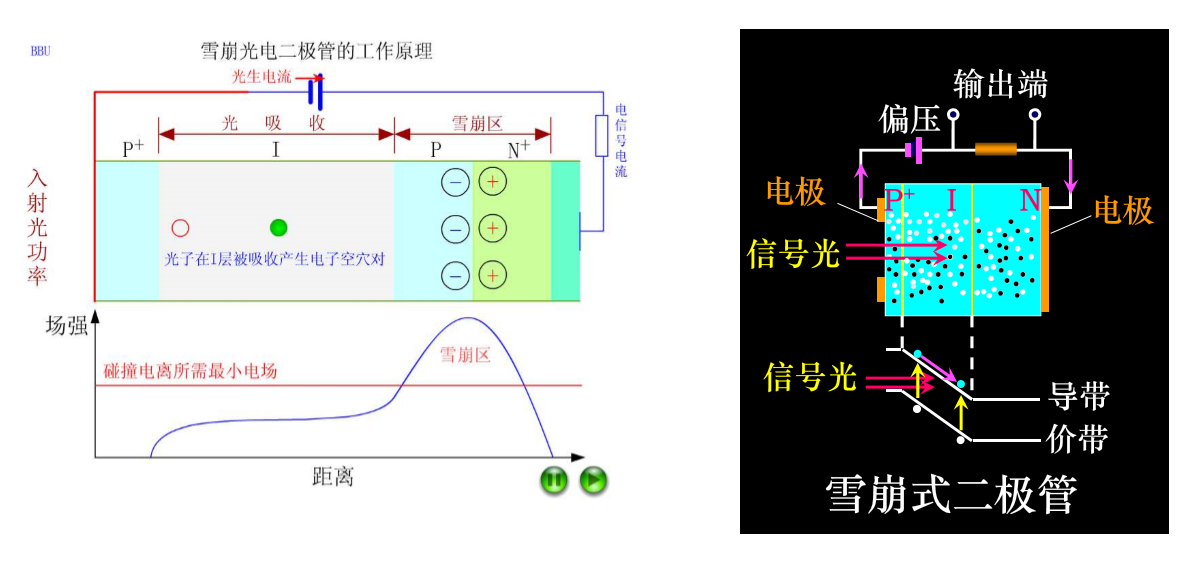 BBU
雪崩光电二极管的工作原理
光生电流
光 吸 收
雪崩区
电信号电流
P+
I
P
N+
入射光功率
− +
− +
− +
光子在I层被吸收产生电子空穴对
场强
雪崩区
碰撞电离所需最小电场
距离
输出端
偏压
P+
I
N
电极
电极
信号光
信号光
导带
价带
雪崩式二极管